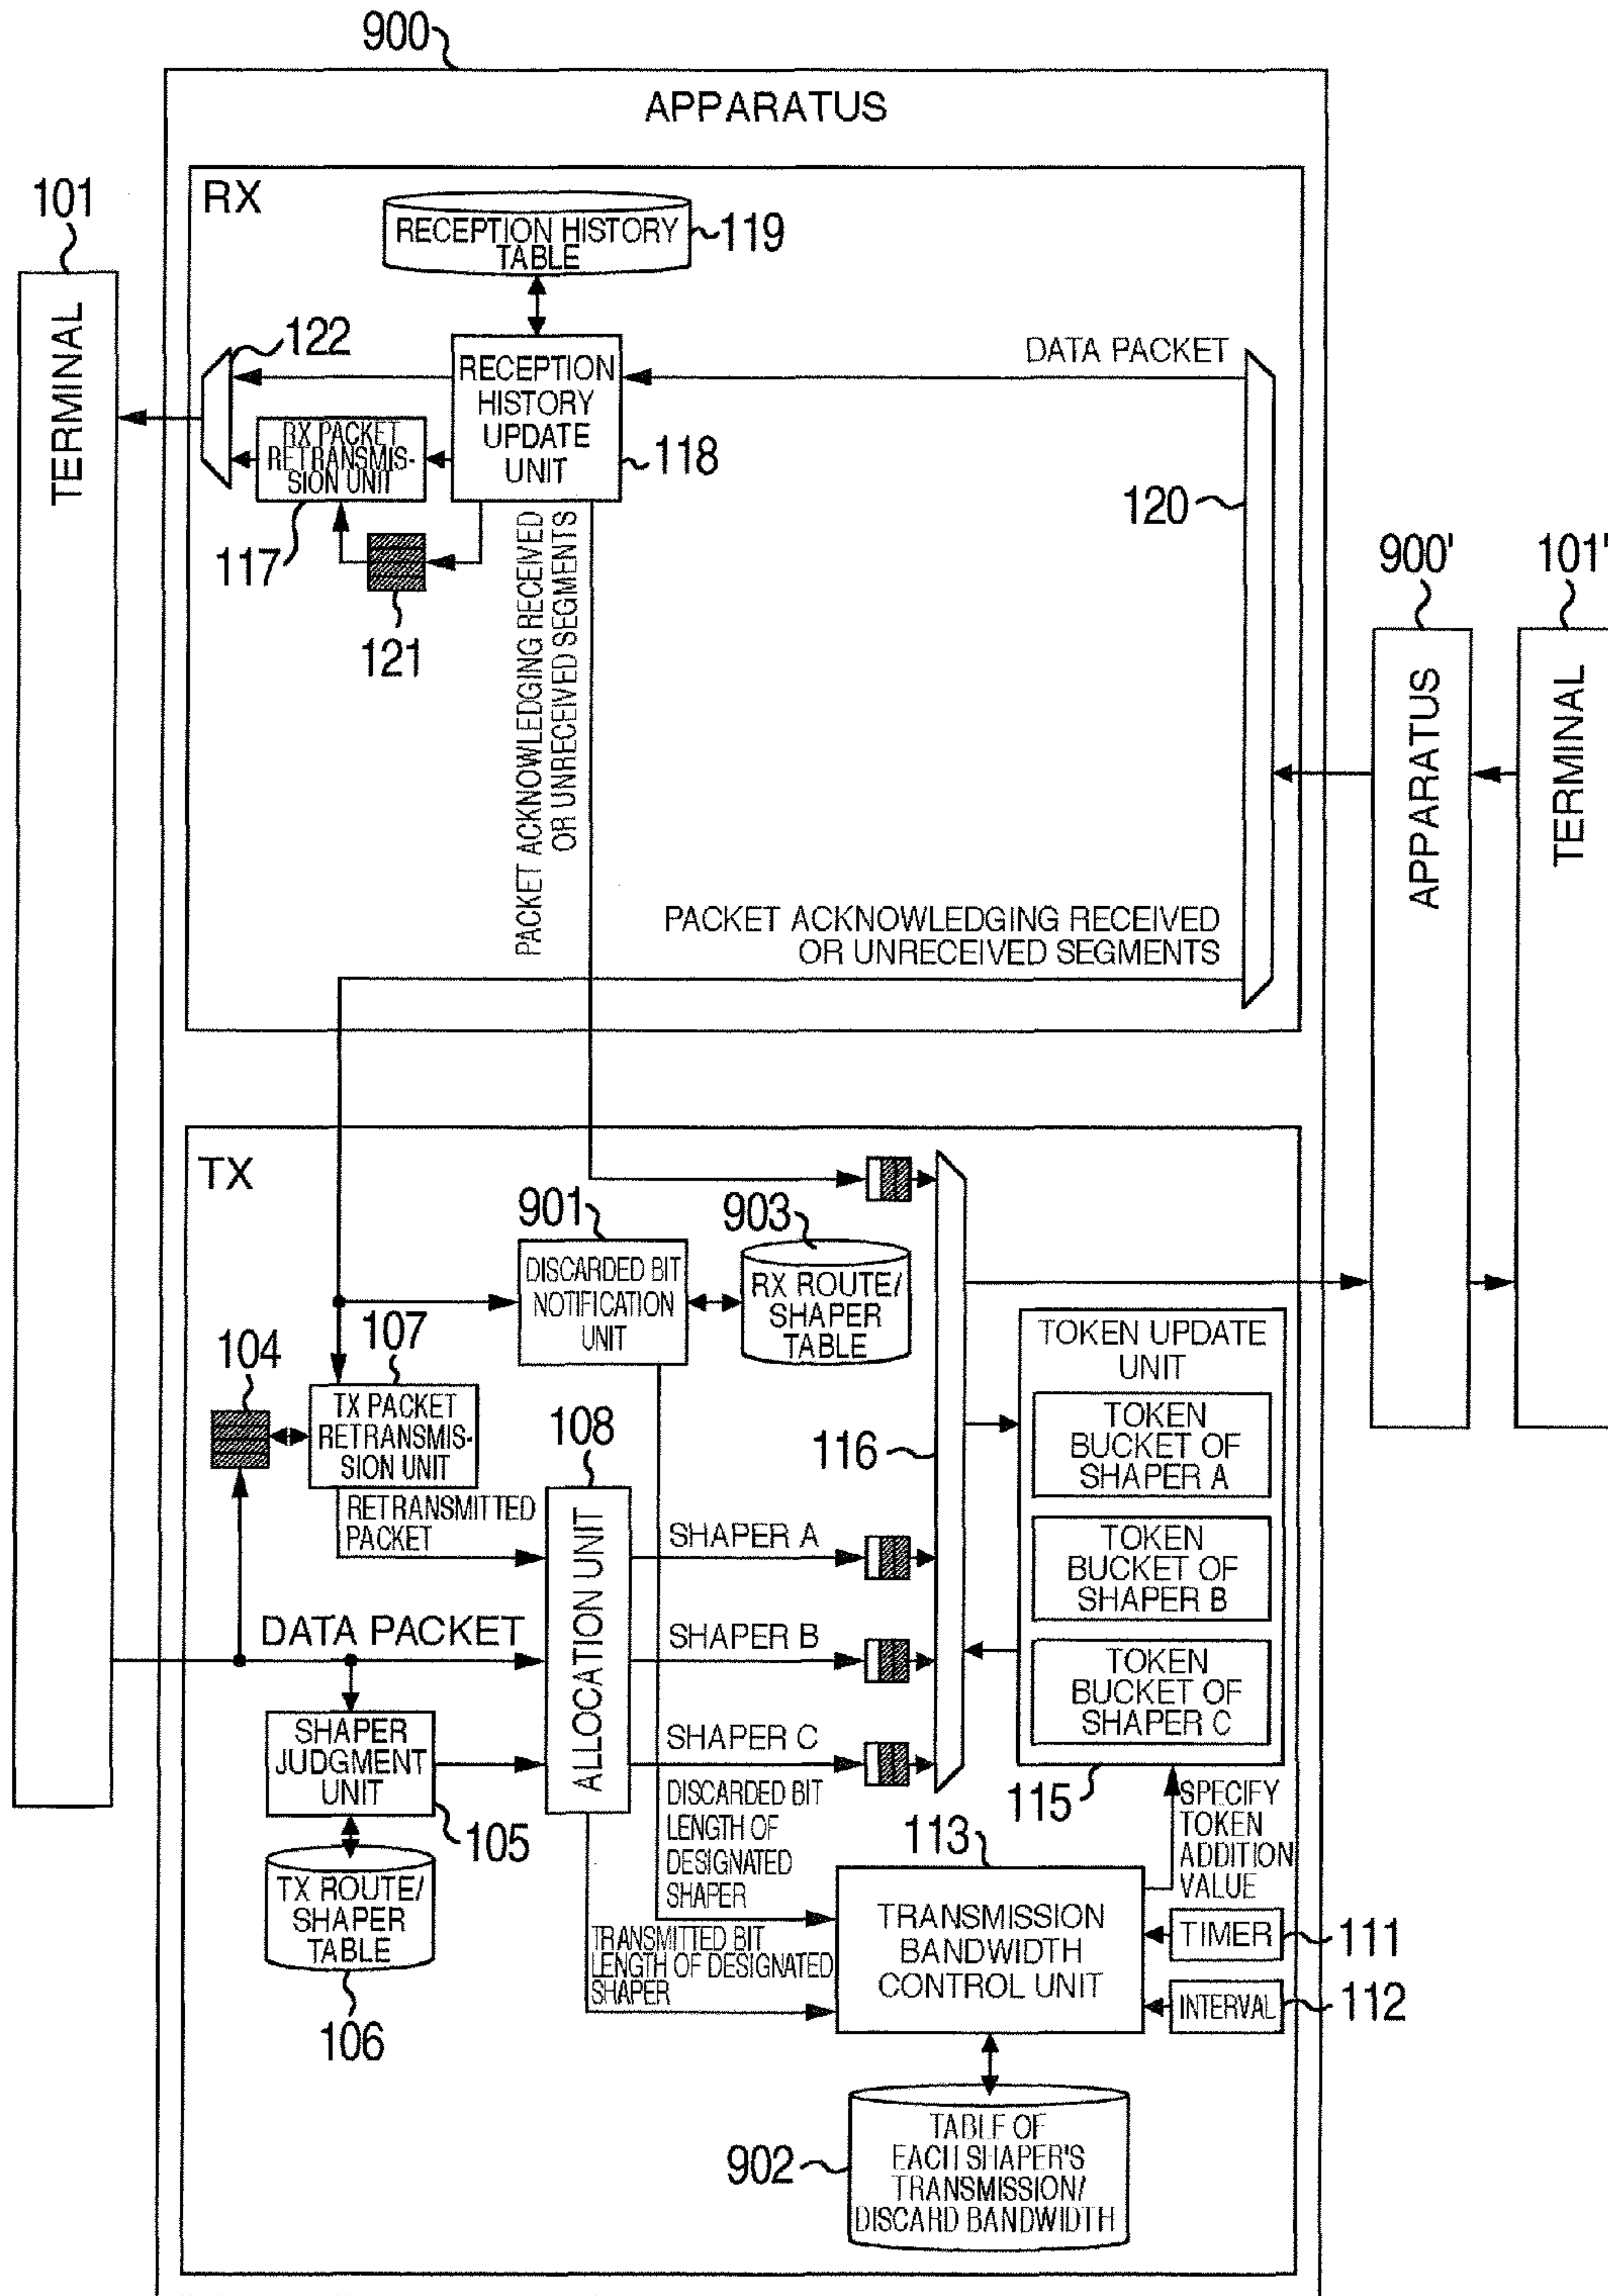 900
APPARATUS
RX
101
TERMINAL
RECEPTION HISTORY
TABLE
119
122
RECEPTION
HISTORY
UPDATE
UNIT
118
DATA PACKET
RX PACKET
RETRANSMIS-
SION UNIT
117
121
120
PACKET ACKNOWLEDGING RECEIVED
OR UNRECEIVED SEGMENTS
900'
APPARATUS
101'
TERMINAL
PACKET ACKNOWLEDGING RECEIVED
OR UNRECEIVED SEGMENTS
TX
901
DISCARDED BIT
NOTIFICATION
UNIT
903
RX ROUTE/
SHAPER
TABLE
104
107
TX PACKET
RETRANSMIS-
SION UNIT
RETRANSMITTED
PACKET
108
ALLOCATION UNIT
116
TOKEN UPDATE
UNIT
TOKEN
BUCKET OF
SHAPER A
TOKEN
BUCKET OF
SHAPER B
TOKEN
BUCKET OF
SHAPER C
115
SHAPER A
SHAPER B
SHAPER C
DATA PACKET
SHAPER
JUDGMENT
UNIT
105
TX ROUTE/
SHAPER
TABLE
106
DISCARDED BIT
LENGTH OF
DESIGNATED
SHAPER
TRANSMITTED BIT
LENGTH OF DESIGNATED
SHAPER
113
TRANSMISSION
BANDWIDTH
CONTROL UNIT
SPECIFY
TOKEN
ADDITION
VALUE
TIMER
111
INTERVAL
112
902
TABLE OF
EACH SHAPER'S
TRANSMISSION/
DISCARD BANDWIDTH